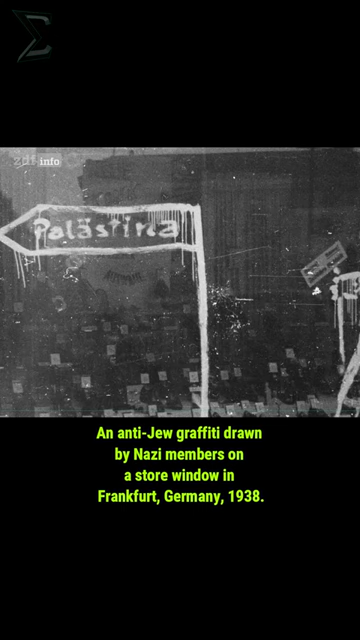 zdf info
Palästina
An anti-Jew graffiti drawn
by Nazi members on
a store window in
Frankfurt, Germany, 1938.